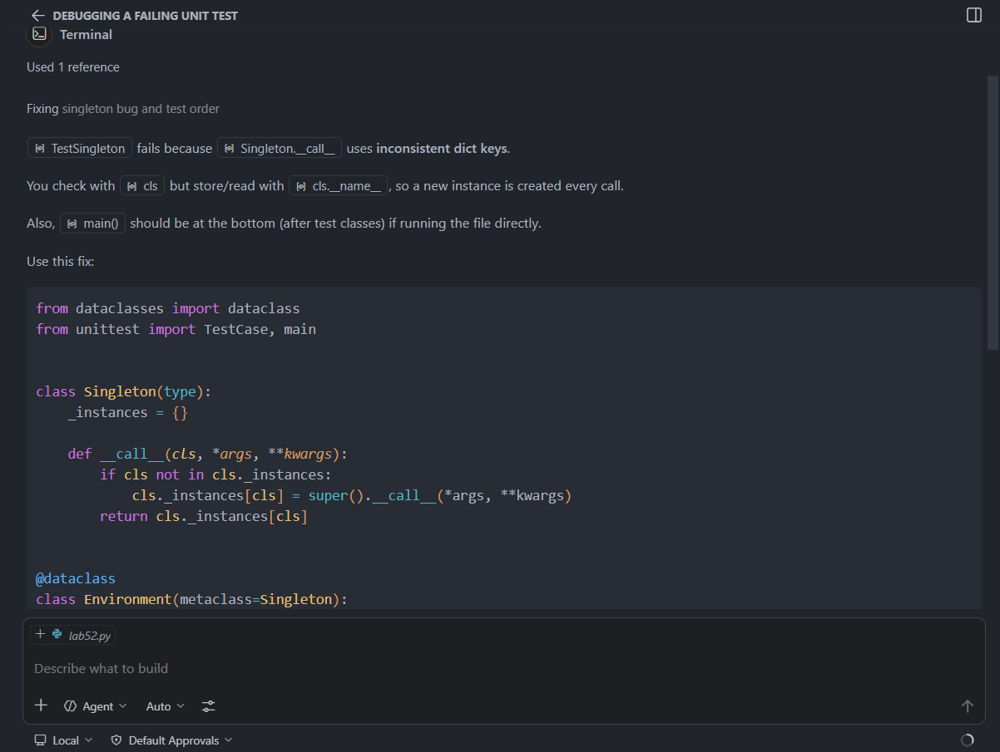 DEBUGGING A FAILING UNIT TEST
Terminal
Used 1 reference
Fixing singleton bug and test order
TestSingleton fails because Singleton.__call__ uses inconsistent dict keys.
You check with cls but store/read with cls.__name__, so a new instance is created every call.
Also, main() should be at the bottom (after test classes) if running the file directly.
Use this fix:
from dataclasses import dataclass
from unittest import TestCase, main


class Singleton(type):
    _instances = {}

    def __call__(cls, *args, **kwargs):
        if cls not in cls._instances:
            cls._instances[cls] = super().__call__(*args, **kwargs)
        return cls._instances[cls]


@dataclass
class Environment(metaclass=Singleton):
lab52.py
Describe what to build
Agent Auto
Local Default Approvals